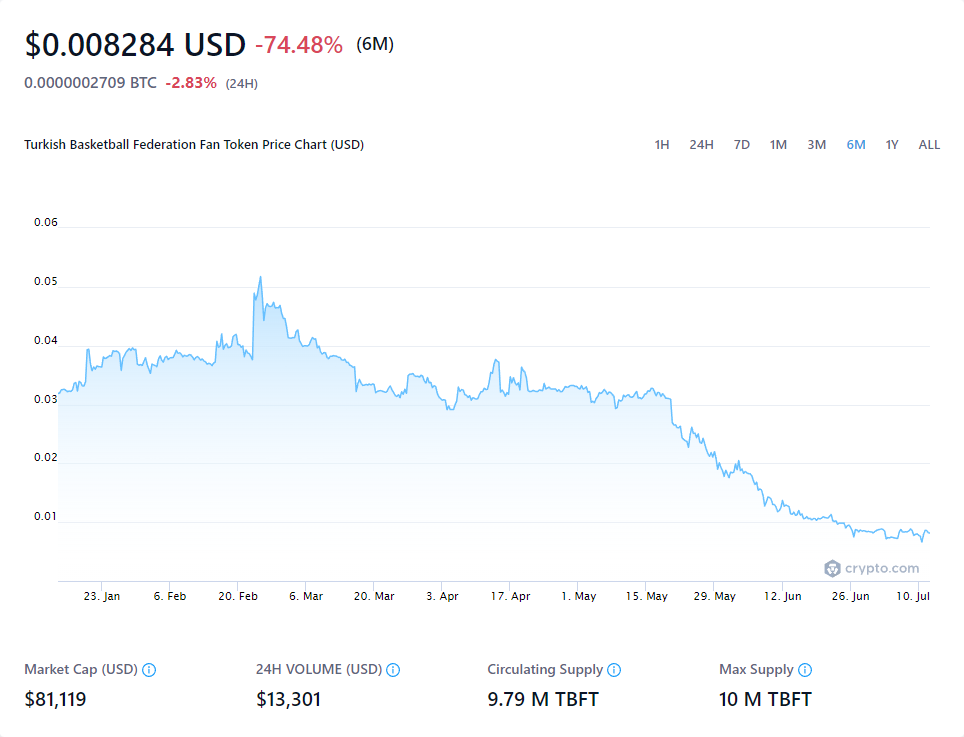 $0.008284 USD -74.48% (6M)
0.0000002709 BTC -2.83% (24H)
Turkish Basketball Federation Fan Token Price Chart (USD) 1H 24H 7D 1M 3M 6M 1Y ALL
0.06
0.05
0.04
0.03
0.02
0.01
crypto.com
23. Jan 6. Feb 20. Feb 6. Mar 20. Mar 3. Apr 17. Apr 1. May 15. May 29. May 12. Jun 26. Jun 10. Jul
Market Cap (USD) 24H VOLUME (USD) Circulating Supply Max Supply
$81,119 $13,301 9.79 M TBFT 10 M TBFT